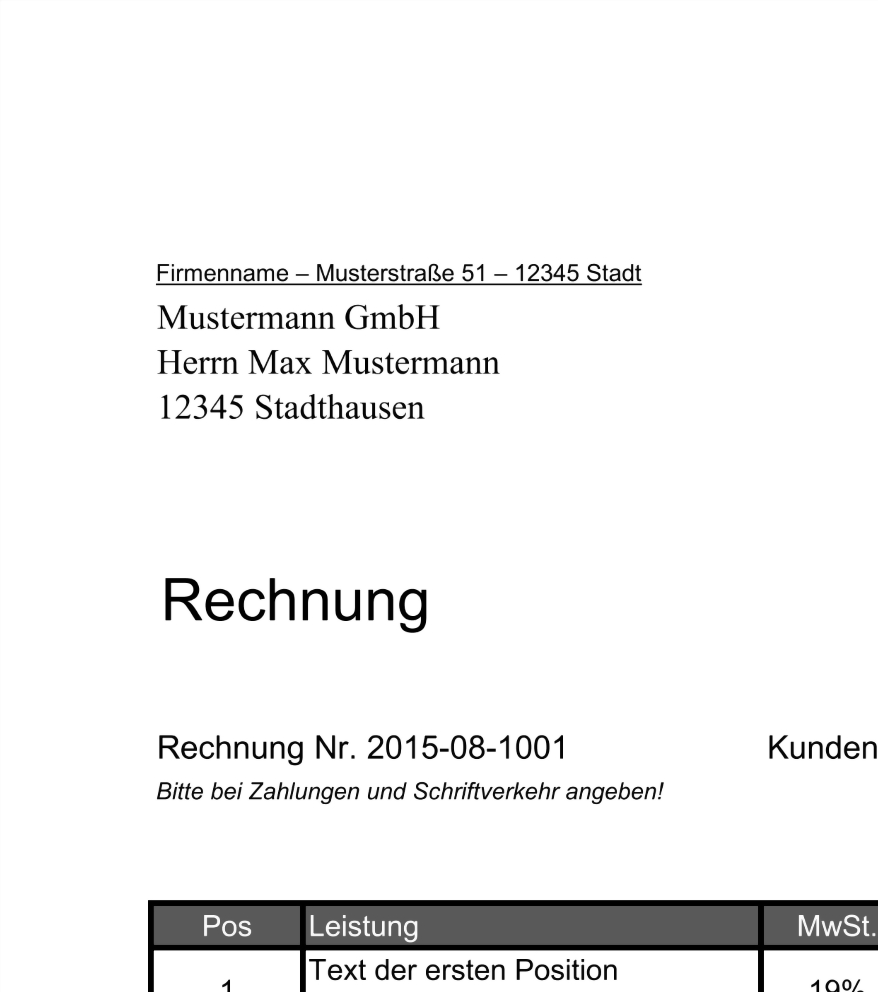 Firmenname – Musterstraße 51 – 12345 Stadt
Mustermann GmbH
Herrn Max Mustermann
12345 Stadthausen
Rechnung
Rechnung Nr. 2015-08-1001 Kunden
Bitte bei Zahlungen und Schriftverkehr angeben!
Pos Leistung MwSt.
Text der ersten Position
1 19%